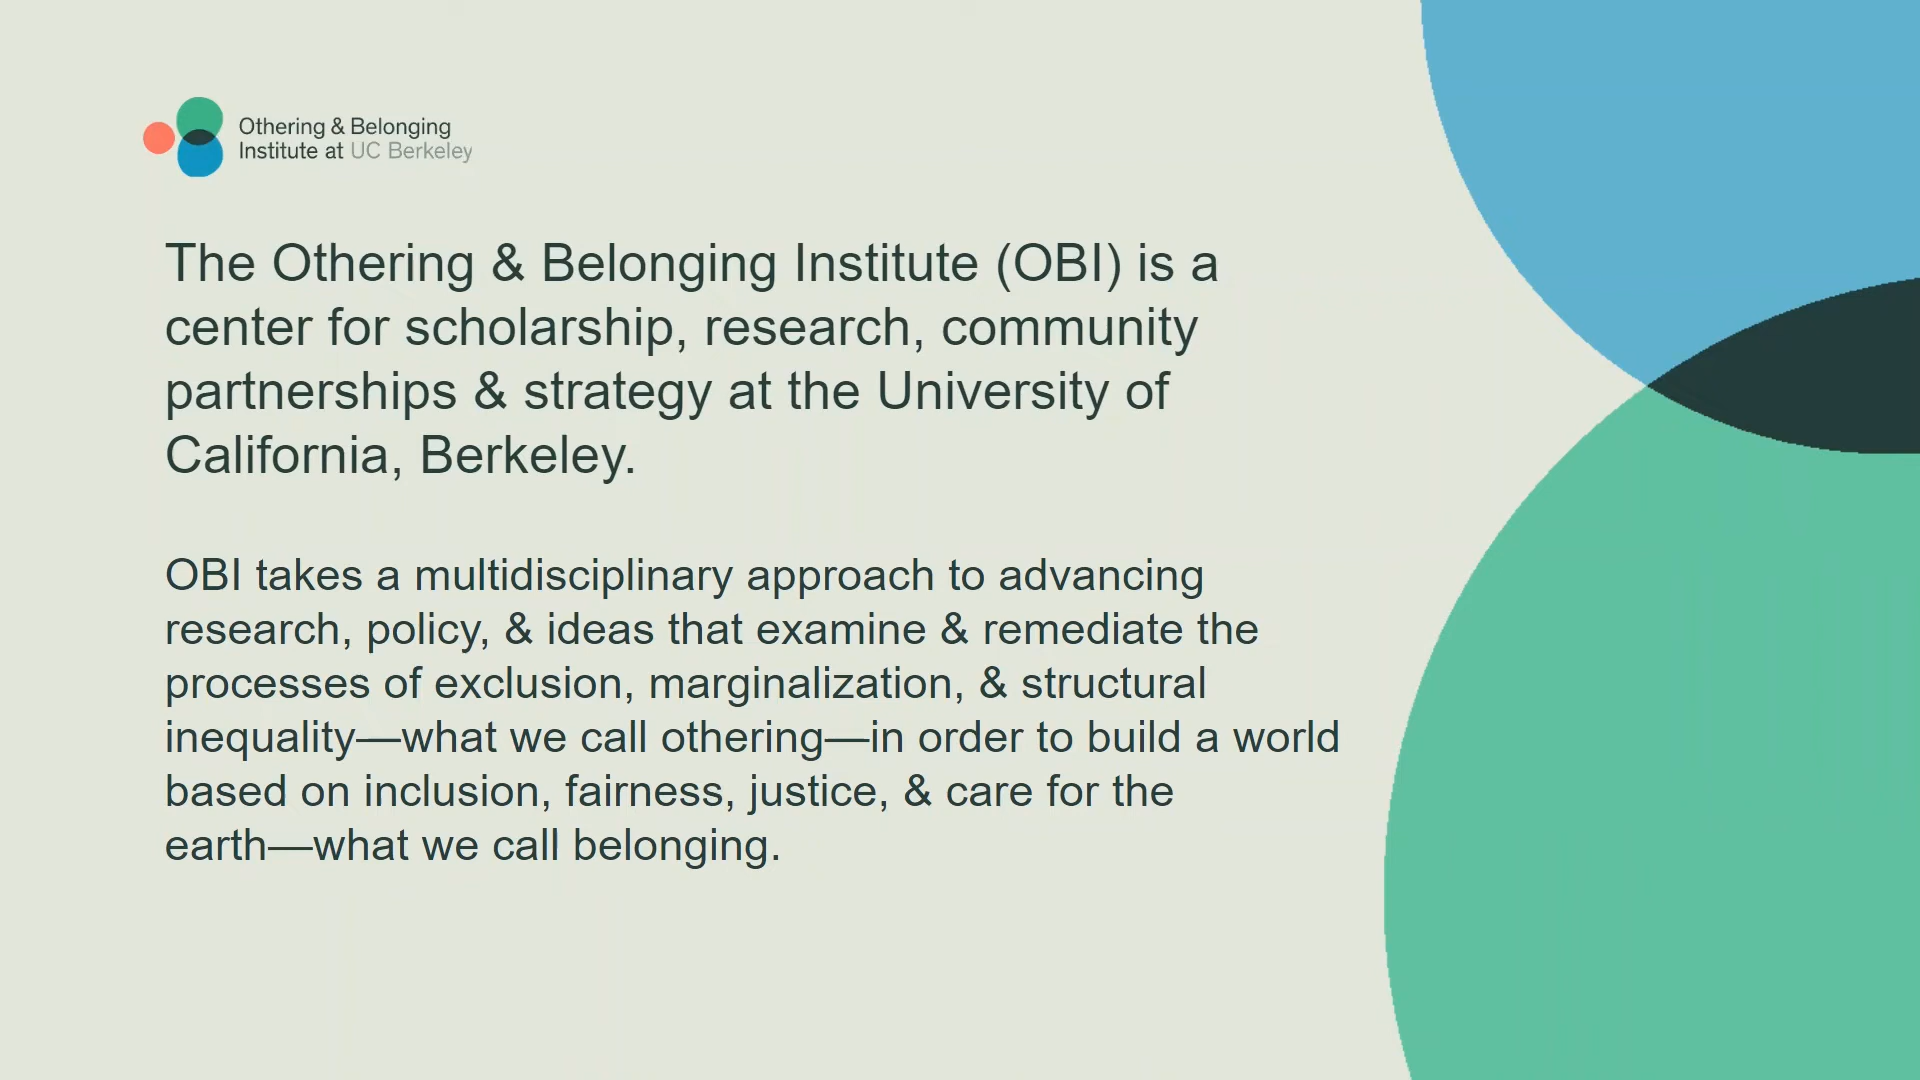 Othering & Belonging
Institute at UC Berkeley
The Othering & Belonging Institute (OBI) is a
center for scholarship, research, community
partnerships & strategy at the University of
California, Berkeley.
OBI takes a multidisciplinary approach to advancing
research, policy, & ideas that examine & remediate the
processes of exclusion, marginalization, & structural
inequality—what we call othering—in order to build a world
based on inclusion, fairness, justice, & care for the
earth—what we call belonging.